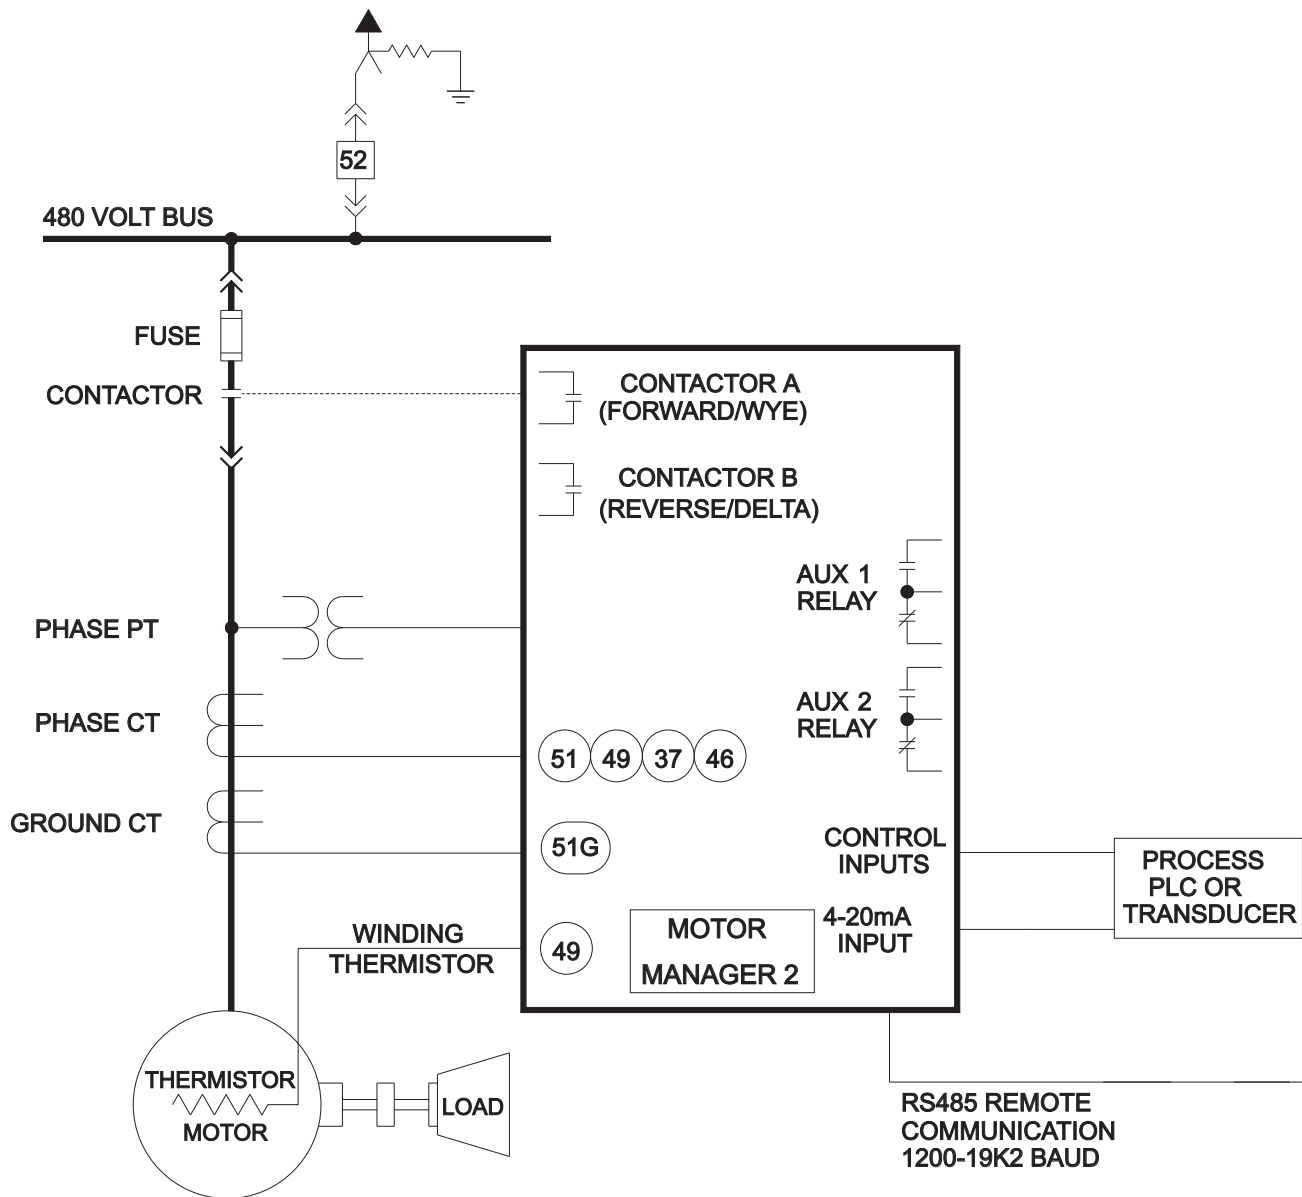 52
480 VOLT BUS
FUSE
CONTACTOR
CONTACTOR A
(FORWARD/WYE)
CONTACTOR B
(REVERSE/DELTA)
AUX 1
RELAY
PHASE PT
AUX 2
RELAY
PHASE CT
51 49 37 46
GROUND CT
51G
CONTROL
INPUTS
PROCESS
PLC OR
TRANSDUCER
4-20mA
INPUT
MOTOR
MANAGER 2
WINDING
THERMISTOR
49
THERMISTOR
MOTOR
LOAD
RS485 REMOTE
COMMUNICATION
1200-19K2 BAUD